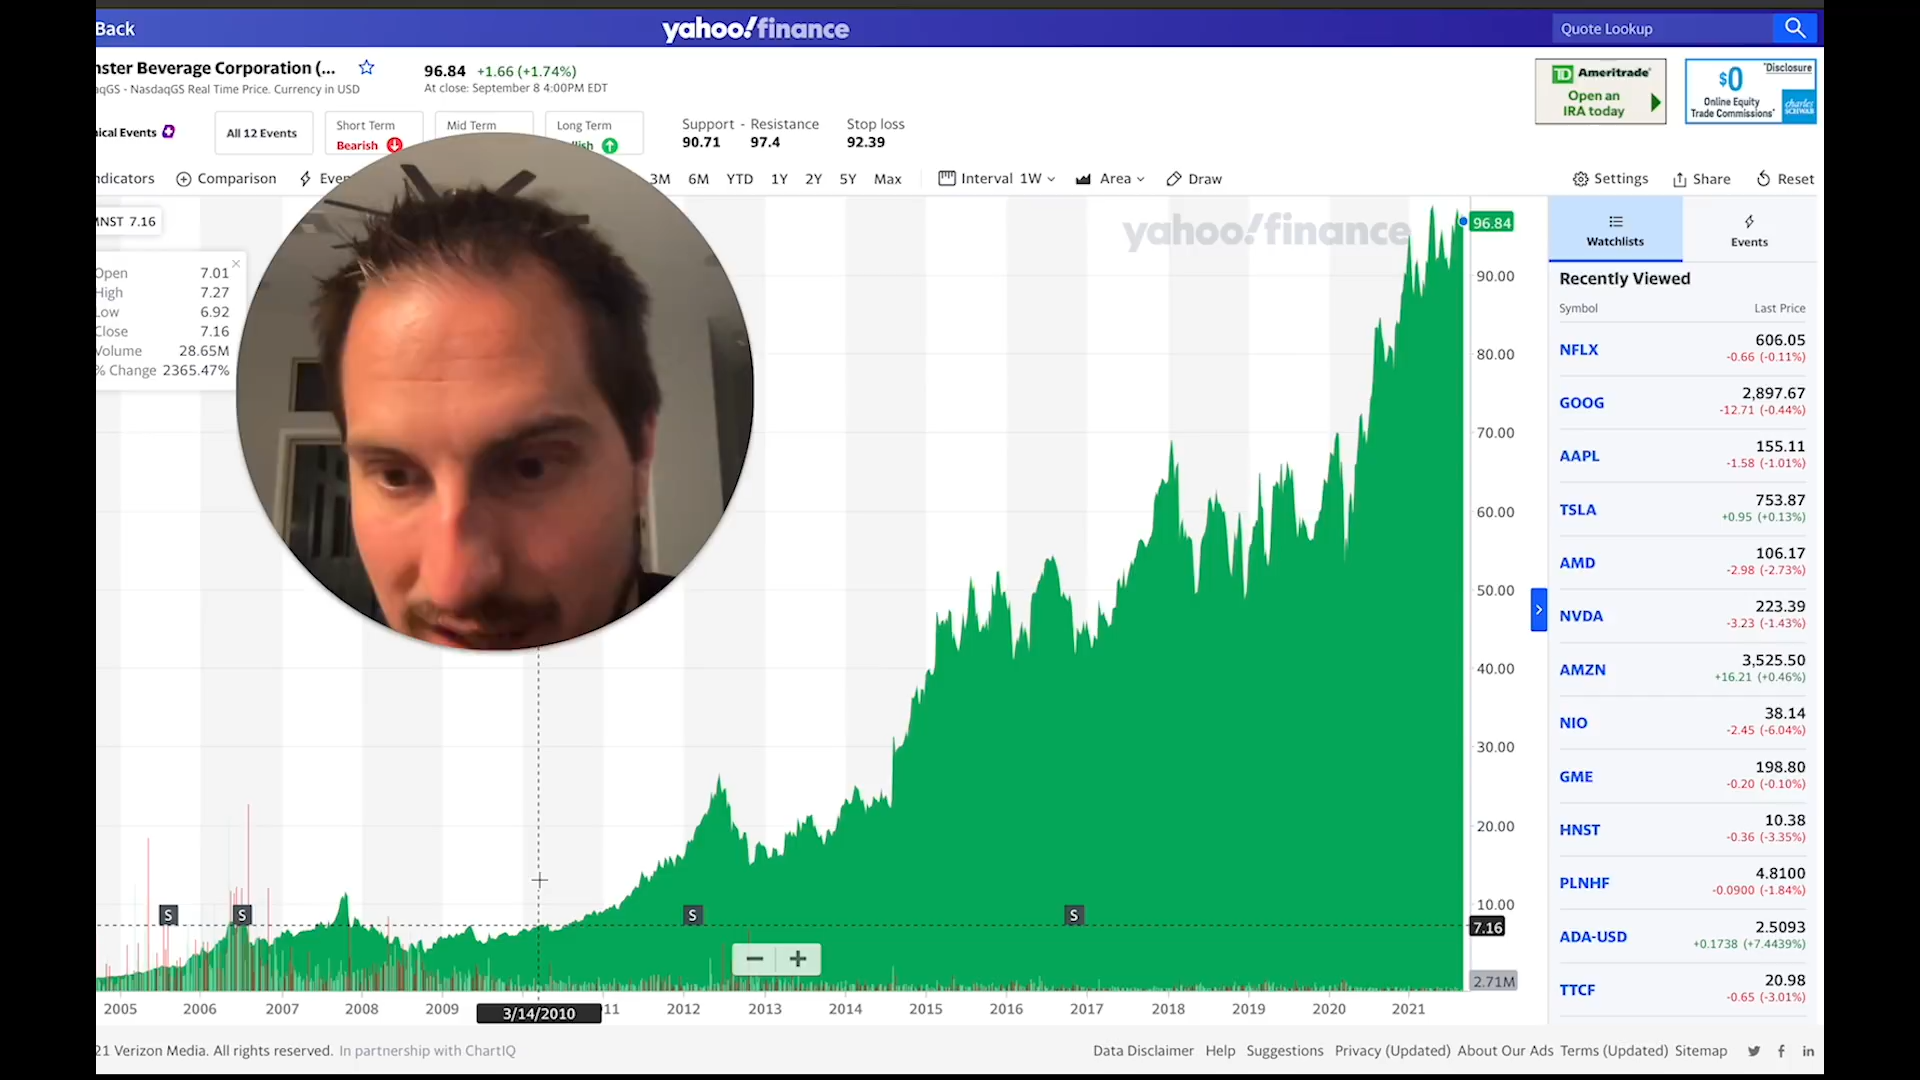 Back
yahoo!finance
Quote Lookup
nster Beverage Corporation (...
96.84 +1.66 (+1.74%)
qGS - NasdaqGS Real Time Price. Currency in USD
At close: September 8 4:00PM EDT
TD Ameritrade
Open an
IRA today
$0
*Disclosure
Online Equity
Trade Commissions*
charles
SCHWAB
nical Events
All 12 Events
Short Term
Bearish
Mid Term
Long Term
llish
Support - Resistance
90.71 97.4
Stop loss
92.39
ndicators
Comparison
Even
3M 6M YTD 1Y 2Y 5Y Max
Interval 1W
Area
Draw
Settings
Share
Reset
MNST 7.16
Open 7.01
High 7.27
Low 6.92
Close 7.16
Volume 28.65M
% Change 2365.47%
yahoo!finance
96.84
90.00
80.00
70.00
60.00
50.00
40.00
30.00
20.00
10.00
7.16
2.71M
S S S S
2005 2006 2007 2008 2009 3/14/2010 11 2012 2013 2014 2015 2016 2017 2018 2019 2020 2021
Watchlists
Events
Recently Viewed
Symbol Last Price
NFLX 606.05
-0.66 (-0.11%)
GOOG 2,897.67
-12.71 (-0.44%)
AAPL 155.11
-1.58 (-1.01%)
TSLA 753.87
+0.95 (+0.13%)
AMD 106.17
-2.98 (-2.73%)
NVDA 223.39
-3.23 (-1.43%)
AMZN 3,525.50
+16.21 (+0.46%)
NIO 38.14
-2.45 (-6.04%)
GME 198.80
-0.20 (-0.10%)
HNST 10.38
-0.36 (-3.35%)
PLNHF 4.8100
-0.0900 (-1.84%)
ADA-USD 2.5093
+0.1738 (+7.4439%)
TTCF 20.98
-0.65 (-3.01%)
21 Verizon Media. All rights reserved. In partnership with ChartIQ
Data Disclaimer Help Suggestions Privacy (Updated) About Our Ads Terms (Updated) Sitemap